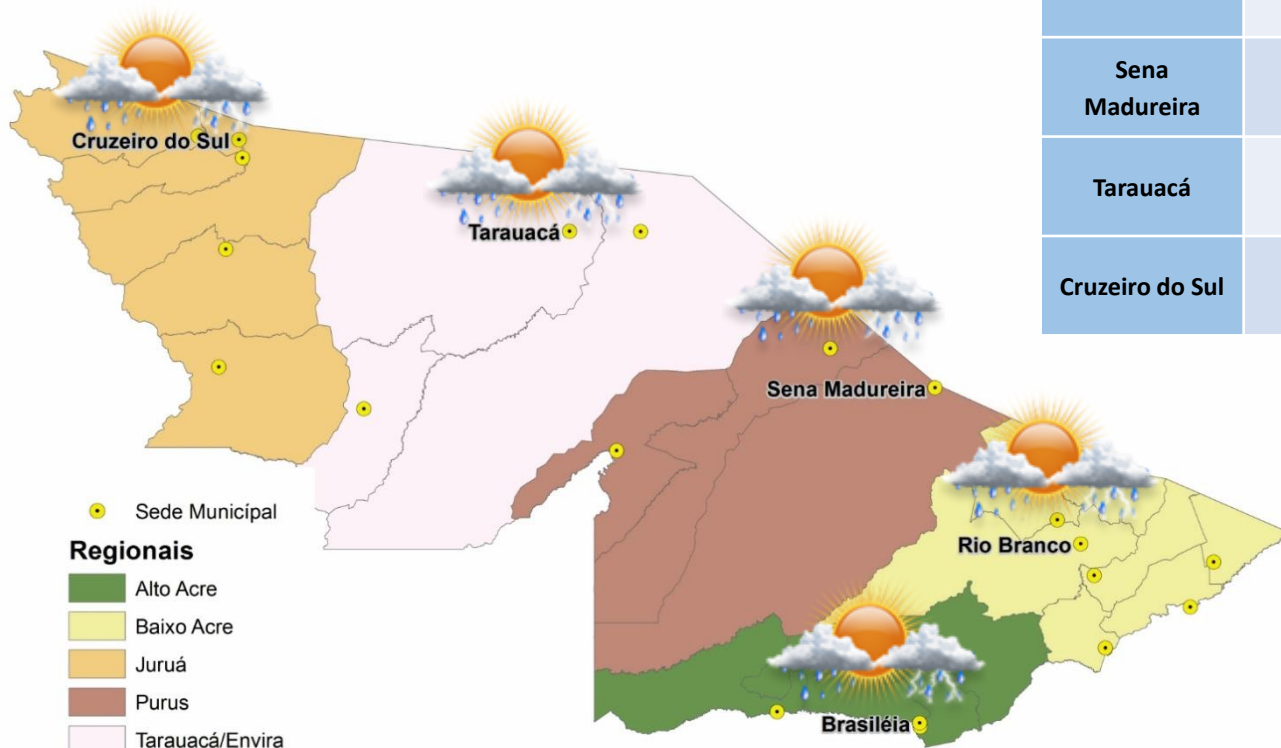 Cruzeiro do Sul
Tarauacá
Sena Madureira
Rio Branco
Brasiléia
Sede Municípal
Regionais
Alto Acre
Baixo Acre
Juruá
Purus
Tarauacá/Envira
Sena
Madureira
Tarauacá
Cruzeiro do Sul